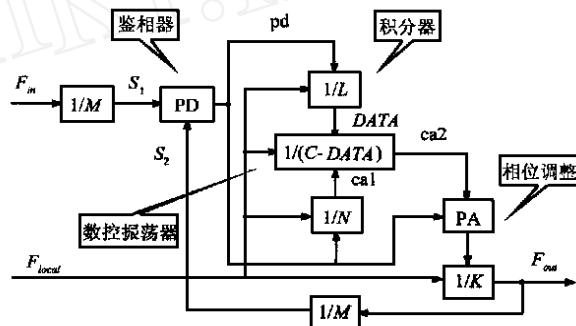 鉴相器
pd
积分器
F_in
1/M
S_1
PD
1/L
DATA
S_2
1/(C-DATA)
ca2
ca1
相位调整
数控振荡器
1/N
PA
F_local
1/K
F_out
1/M